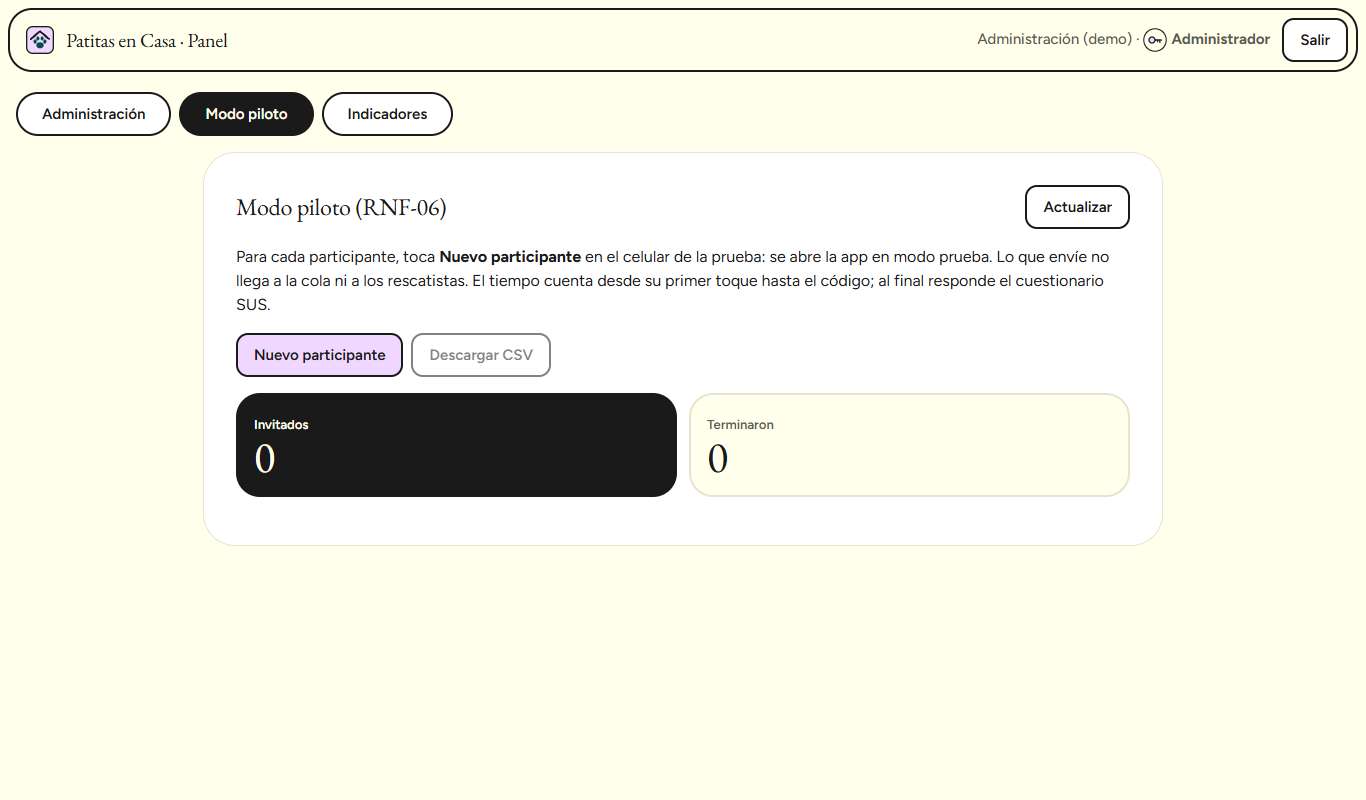 Patitas en Casa · Panel
Administración (demo) · Administrador
Salir
Administración
Modo piloto
Indicadores
Modo piloto (RNF-06)
Actualizar
Para cada participante, toca Nuevo participante en el celular de la prueba: se abre la app en modo prueba. Lo que envíe no
llega a la cola ni a los rescatistas. El tiempo cuenta desde su primer toque hasta el código; al final responde el cuestionario
SUS.
Nuevo participante
Descargar CSV
Invitados
0
Terminaron
0